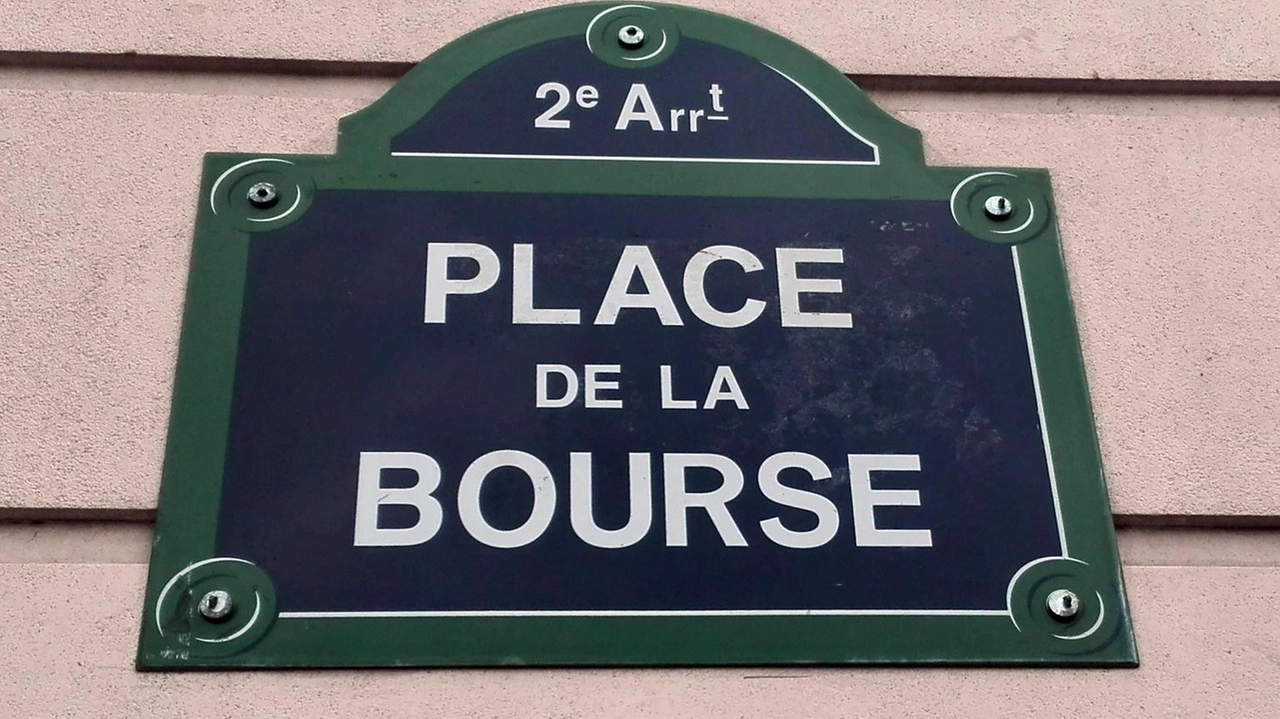 2e Arrt
PLACE
DE LA
BOURSE